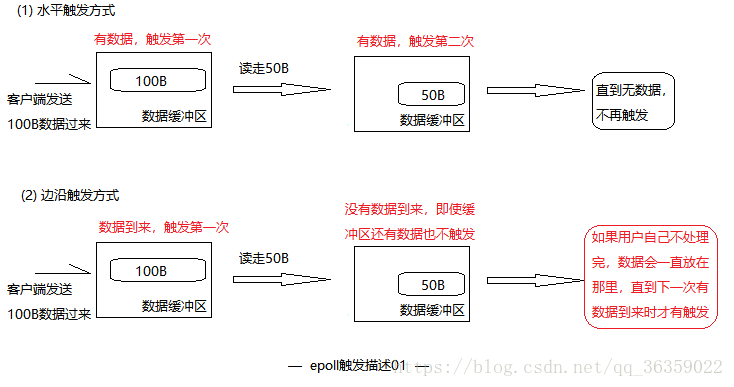 (1) 水平触发方式
有数据，触发第一次
有数据，触发第二次
100B
读走50B
50B
直到无数据，
不再触发
客户端发送
100B数据过来
数据缓冲区
数据缓冲区
(2) 边沿触发方式
数据到来，触发第一次
没有数据到来，即使缓
冲区还有数据也不触发
100B
读走50B
50B
如果用户自己不处理
完，数据会一直放在
那里，直到下一次有
数据到来时才有触发
客户端发送
100B数据过来
数据缓冲区
数据缓冲区
— epoll触发描述01 —
https://blog.csdn.net/qq_36359022